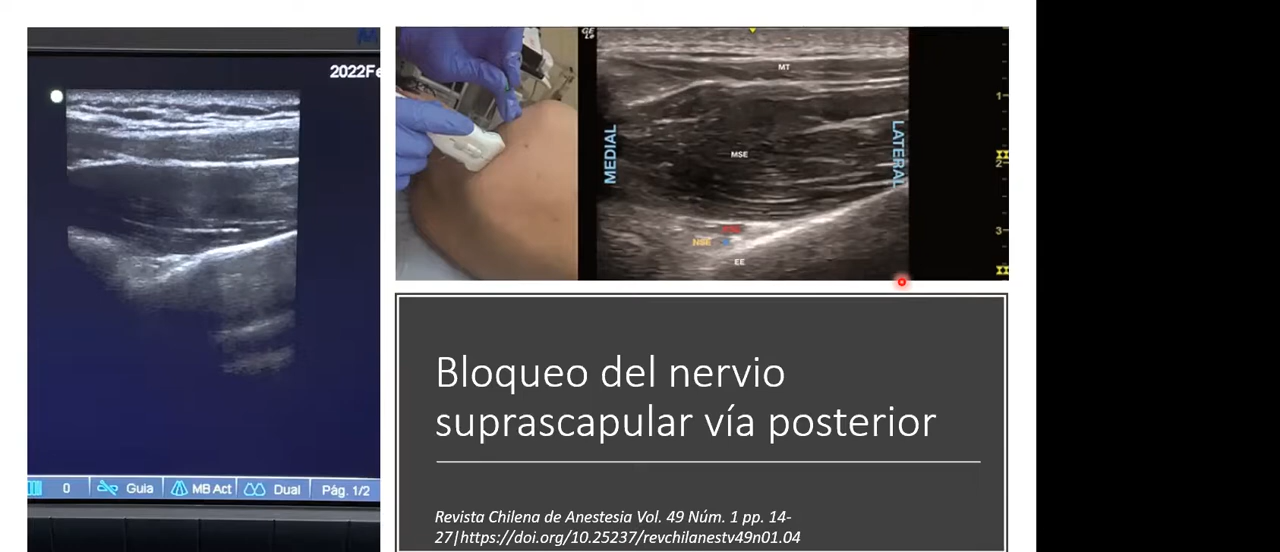 M
2022Fe
0
Guia
MB Act
Dual
Pág. 1/2
GE
MT
1
MEDIAL
LATERAL
MSE
2
3
NSE
EE
Bloqueo del nervio
suprascapular vía posterior
Revista Chilena de Anestesia Vol. 49 Núm. 1 pp. 14-
27|https://doi.org/10.25237/revchilanestv49n01.04